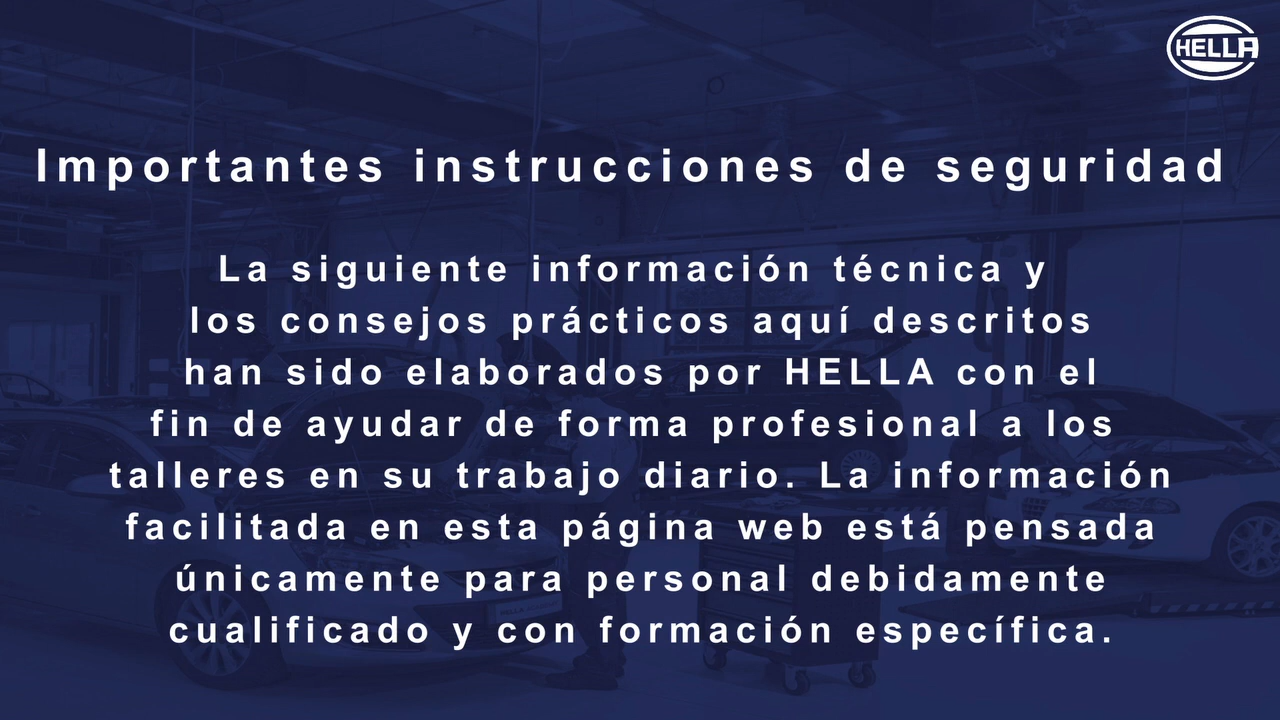 HELLA
Importantes instrucciones de seguridad
La siguiente información técnica y
los consejos prácticos aquí descritos
han sido elaborados por HELLA con el
fin de ayudar de forma profesional a los
talleres en su trabajo diario. La información
facilitada en esta página web está pensada
únicamente para personal debidamente
cualificado y con formación específica.